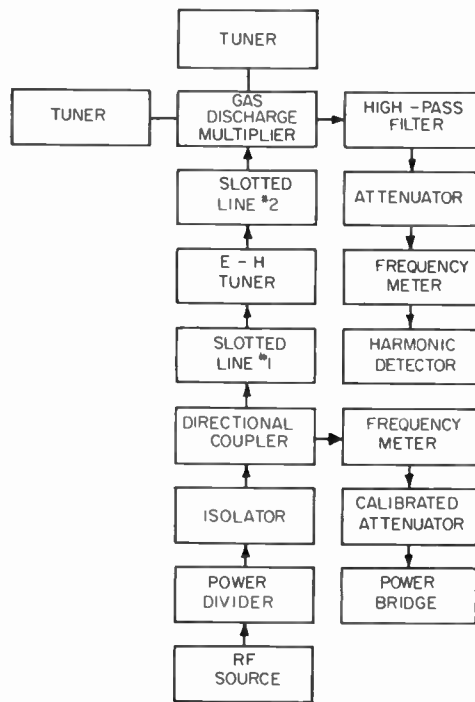 TUNER
TUNER
GAS
DISCHARGE
MULTIPLIER
HIGH-PASS
FILTER
SLOTTED
LINE #2
ATTENUATOR
E-H
TUNER
FREQUENCY
METER
SLOTTED
LINE #1
HARMONIC
DETECTOR
DIRECTIONAL
COUPLER
FREQUENCY
METER
ISOLATOR
CALIBRATED
ATTENUATOR
POWER
DIVIDER
POWER
BRIDGE
RF
SOURCE